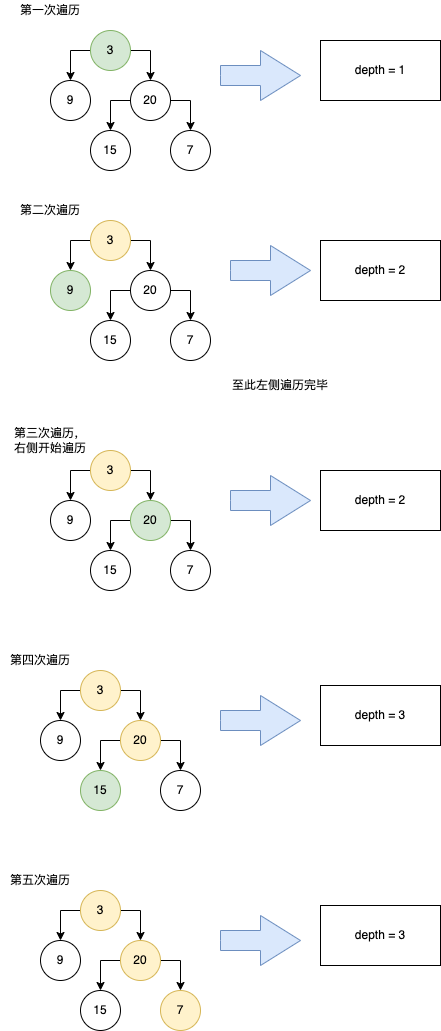 第一次遍历
3
9
20
15
7
depth = 1
第二次遍历
3
9
20
15
7
depth = 2
至此左侧遍历完毕
第三次遍历，
右侧开始遍历
3
9
20
15
7
depth = 2
第四次遍历
3
9
20
15
7
depth = 3
第五次遍历
3
9
20
15
7
depth = 3